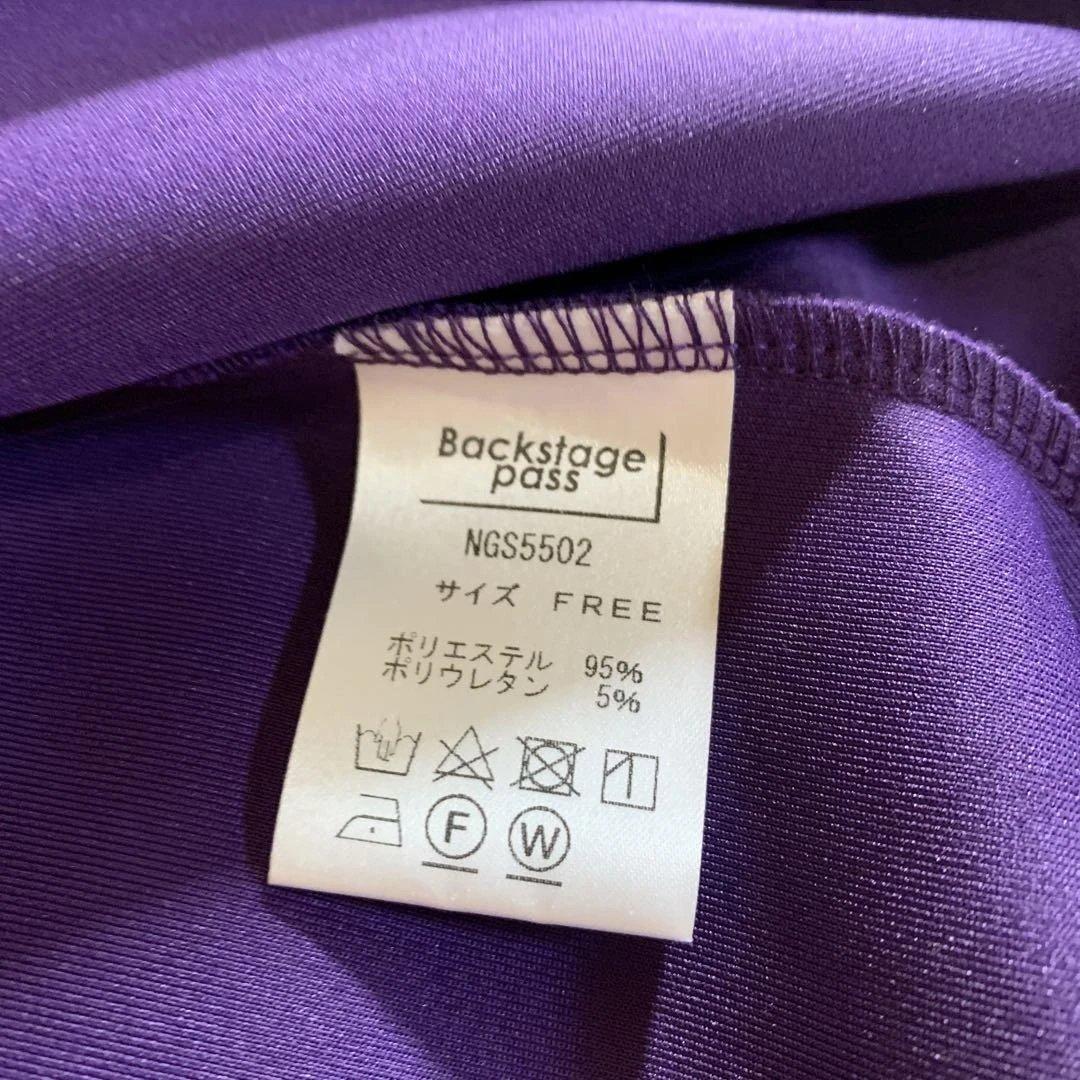 Backstage
pass
NGS5502
サイズ FREE
ポリエステル 95%
ポリウレタン 5%
F W